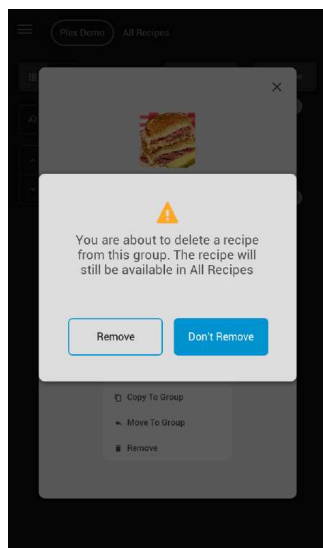 Plex Demo
All Recipes
You are about to delete a recipe
from this group. The recipe will
still be available in All Recipes
Remove
Don't Remove
Copy To Group
Move To Group
Remove